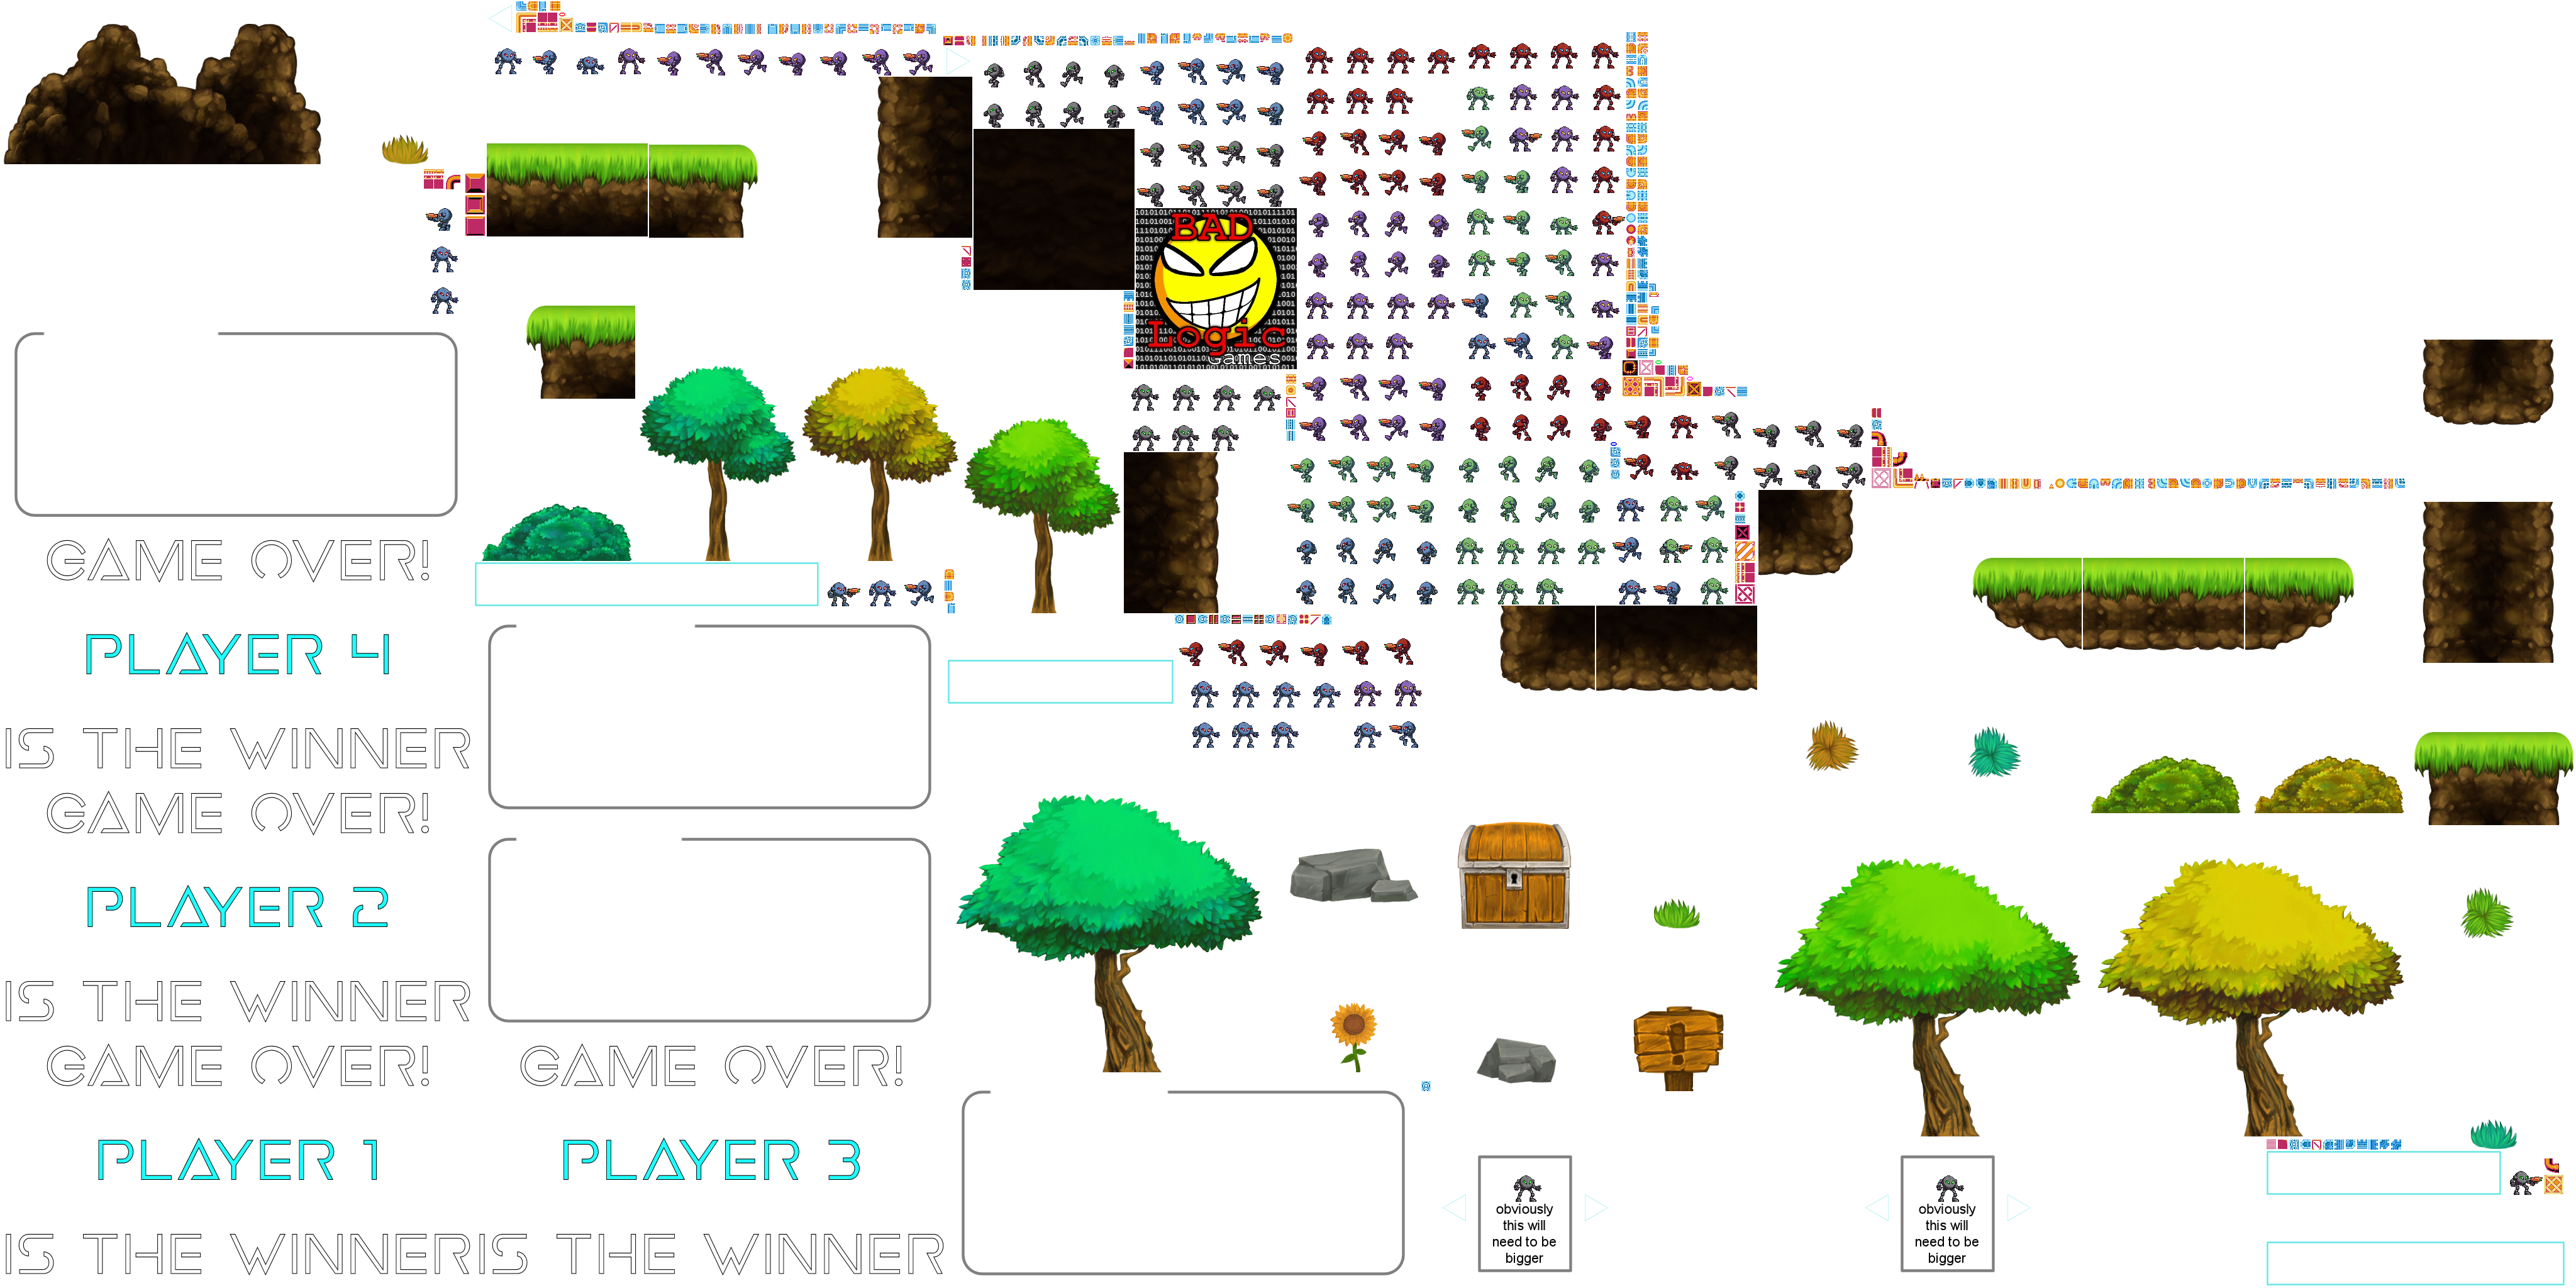 BAD
Logic
Games
GAME OVER!
PLAYER 4
IS THE WINNER
GAME OVER!
PLAYER 2
IS THE WINNER
GAME OVER!
PLAYER 1
IS THE WINNER
GAME OVER!
PLAYER 3
IS THE WINNER
obviously
this will
need to be
bigger
obviously
this will
need to be
bigger